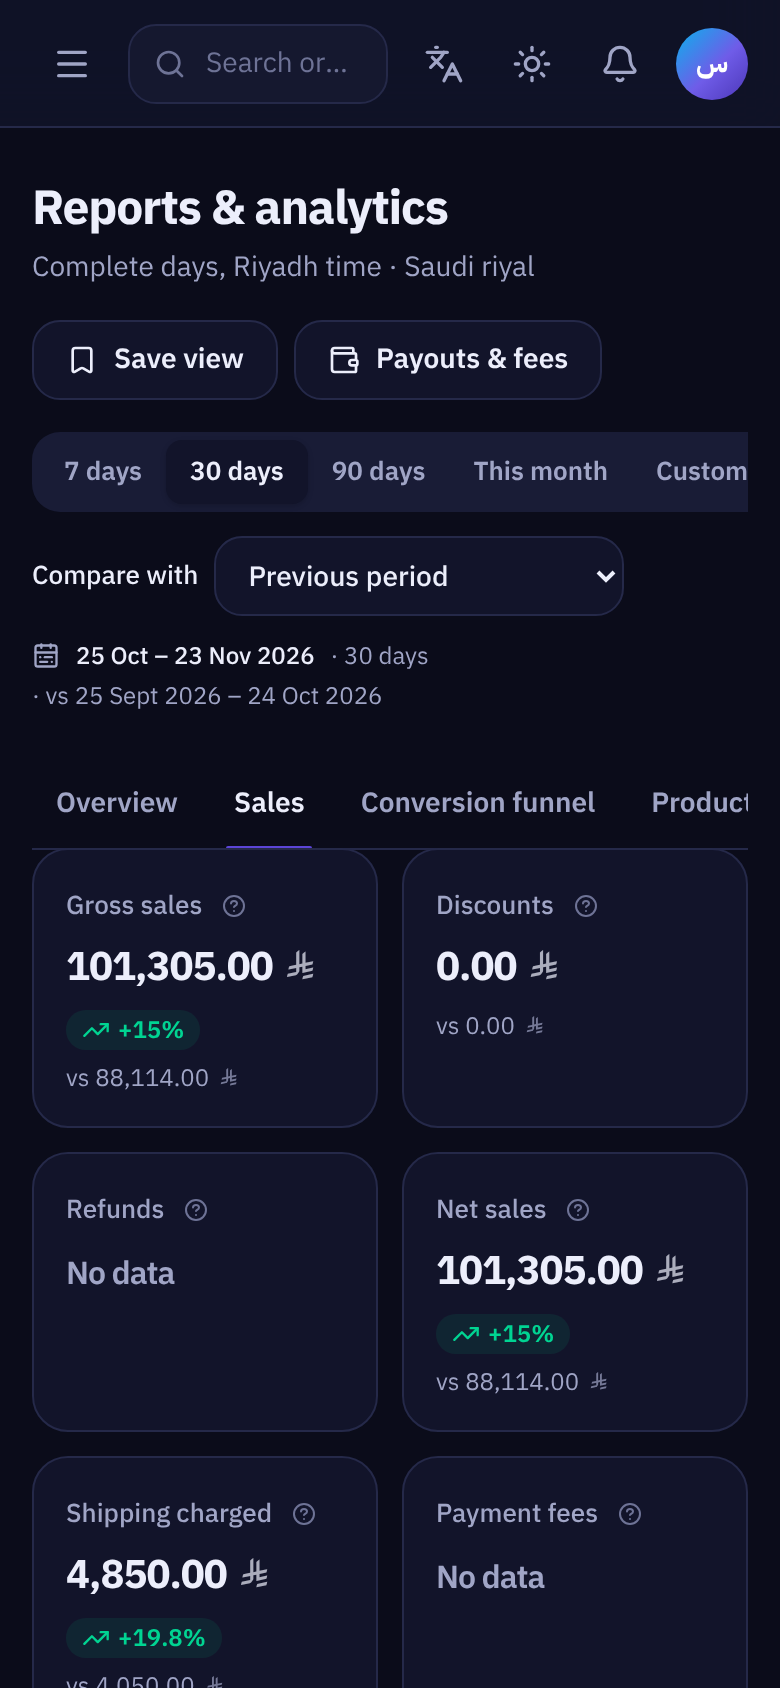 Search or...
س
Reports & analytics
Complete days, Riyadh time · Saudi riyal
Save view
Payouts & fees
7 days 30 days 90 days This month Custom
Compare with Previous period
25 Oct – 23 Nov 2026 · 30 days
· vs 25 Sept 2026 – 24 Oct 2026
Overview Sales Conversion funnel Product
Gross sales
101,305.00
+15%
vs 88,114.00
Discounts
0.00
vs 0.00
Refunds
No data
Net sales
101,305.00
+15%
vs 88,114.00
Shipping charged
4,850.00
+19.8%
vs 4,050.00
Payment fees
No data